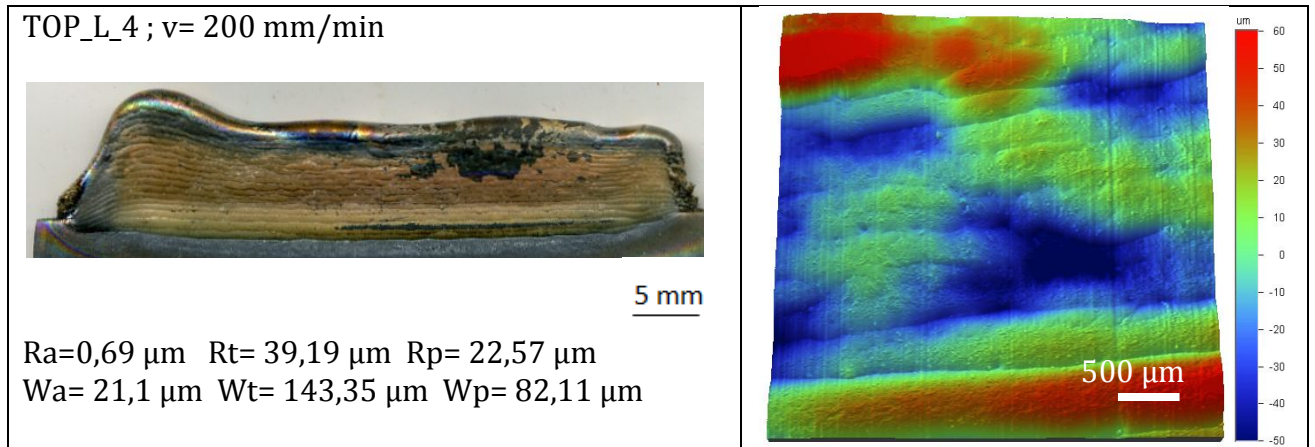 TOP_L_4 ; v= 200 mm/min
5 mm
Ra=0,69 µm Rt= 39,19 µm Rp= 22,57 µm
Wa= 21,1 µm Wt= 143,35 µm Wp= 82,11 µm
um
60
50
40
30
20
10
0
-10
-20
-30
-40
-50
500 µm